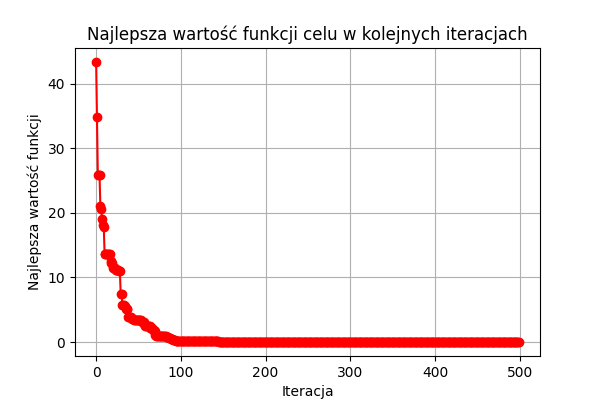 Najlepsza wartość funkcji celu w kolejnych iteracjach
Najlepsza wartość funkcji
40
30
20
10
0
0 100 200 300 400 500
Iteracja